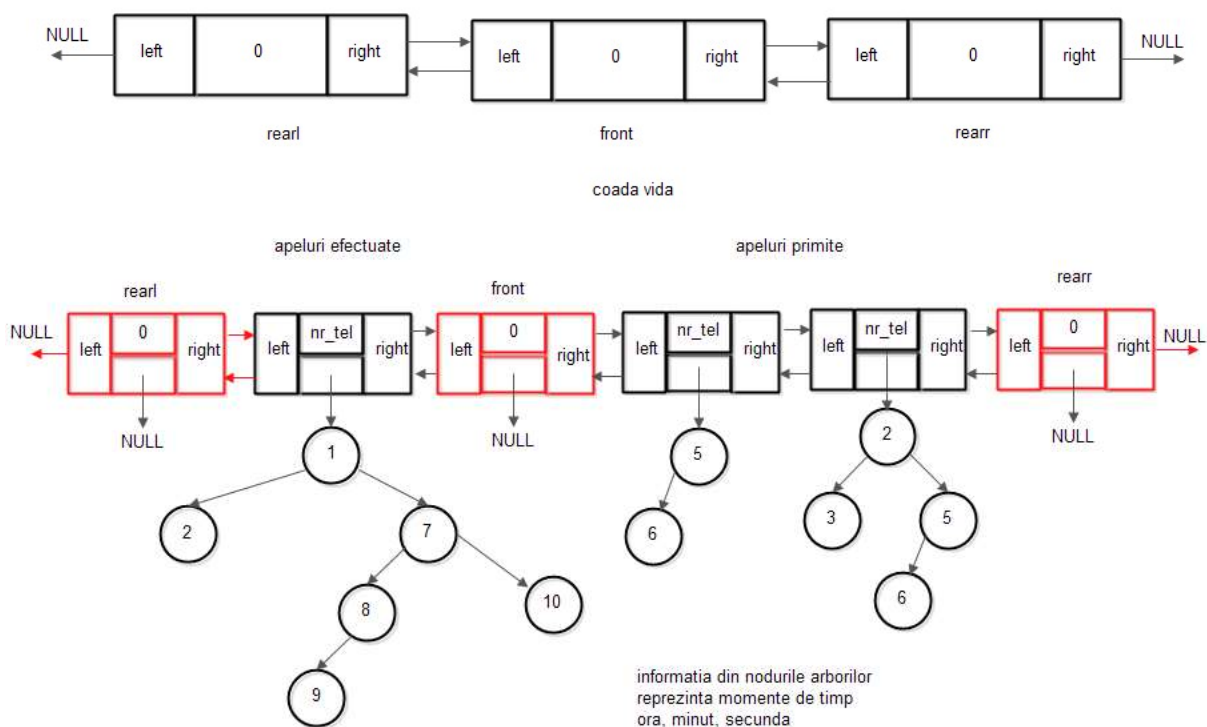 NULL
left 0 right
left 0 right
left 0 right
NULL
rearl front rearr
coada vida
apeluri efectuate apeluri primite
rearl front rearr
NULL
left 0 right
left nr_tel right
left 0 right
left nr_tel right
left nr_tel right
left 0 right
NULL
NULL NULL NULL
1 5 2
2 7 6 3 5
8 10 6
9
informatia din nodurile arborilor
reprezinta momente de timp
ora, minut, secunda